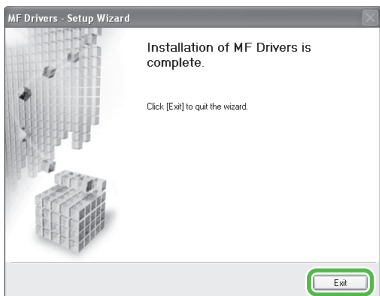 MF Drivers - Setup Wizard
Installation of MF Drivers is
complete.
Click [Exit] to quit the wizard.
Exit